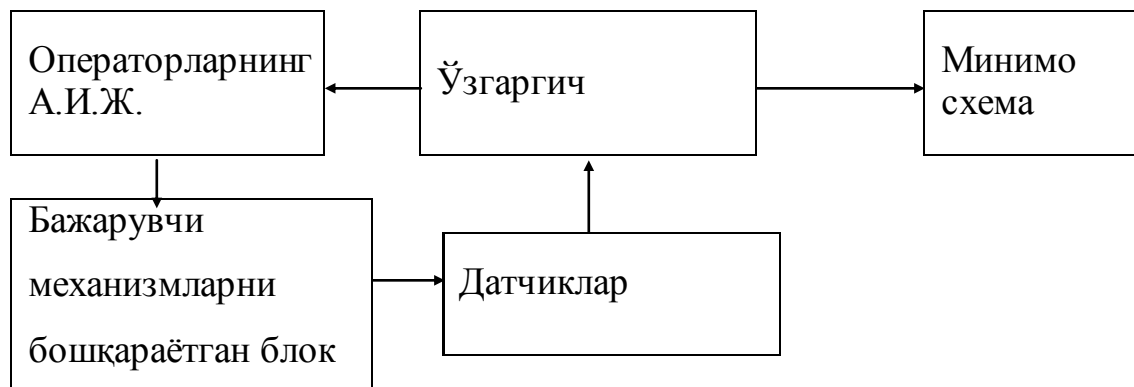 Операторларнинг
А.И.Ж.
Ўзгаргич
Минимо
схема
Бажарувчи
механизмларни
бошқараётган блок
Датчиклар